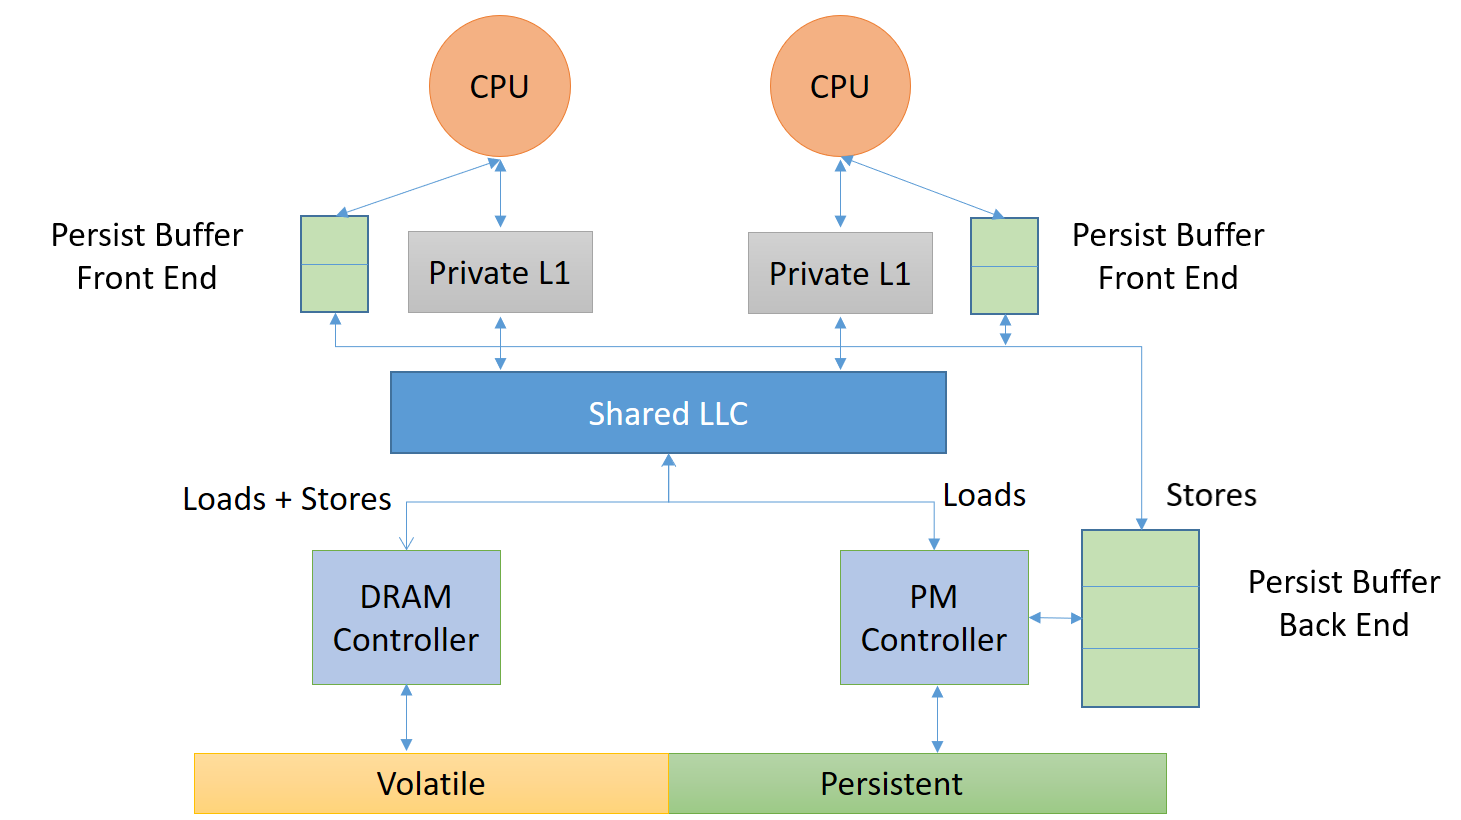 CPU
CPU
Persist Buffer
Front End
Private L1
Private L1
Persist Buffer
Front End
Shared LLC
Loads + Stores
Loads
Stores
DRAM
Controller
PM
Controller
Persist Buffer
Back End
Volatile
Persistent